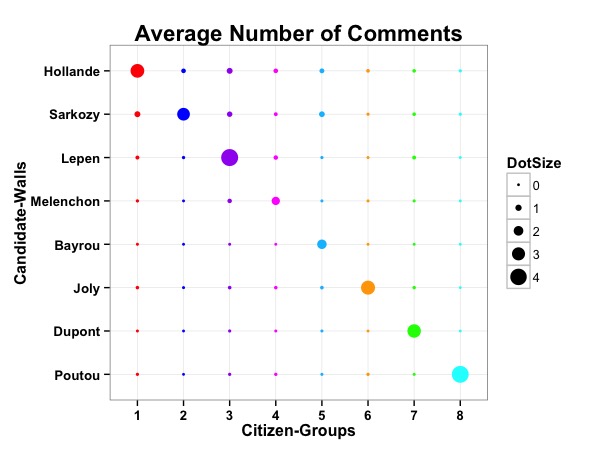 Average Number of Comments
Candidate-Walls
Hollande
Sarkozy
Lepen
Melenchon
Bayrou
Joly
Dupont
Poutou
1 2 3 4 5 6 7 8
Citizen-Groups
DotSize
0
1
2
3
4